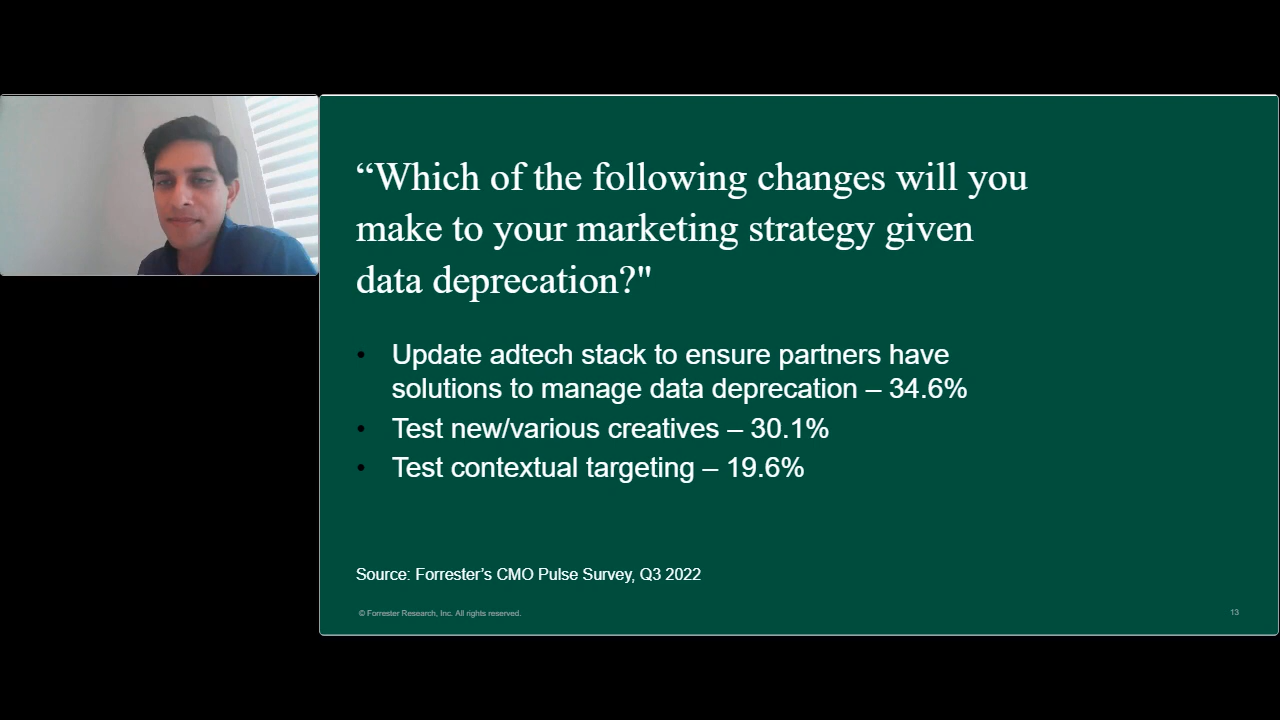 “Which of the following changes will you
make to your marketing strategy given
data deprecation?"
• Update adtech stack to ensure partners have
solutions to manage data deprecation – 34.6%
• Test new/various creatives – 30.1%
• Test contextual targeting – 19.6%
Source: Forrester’s CMO Pulse Survey, Q3 2022
© Forrester Research, Inc. All rights reserved.
13